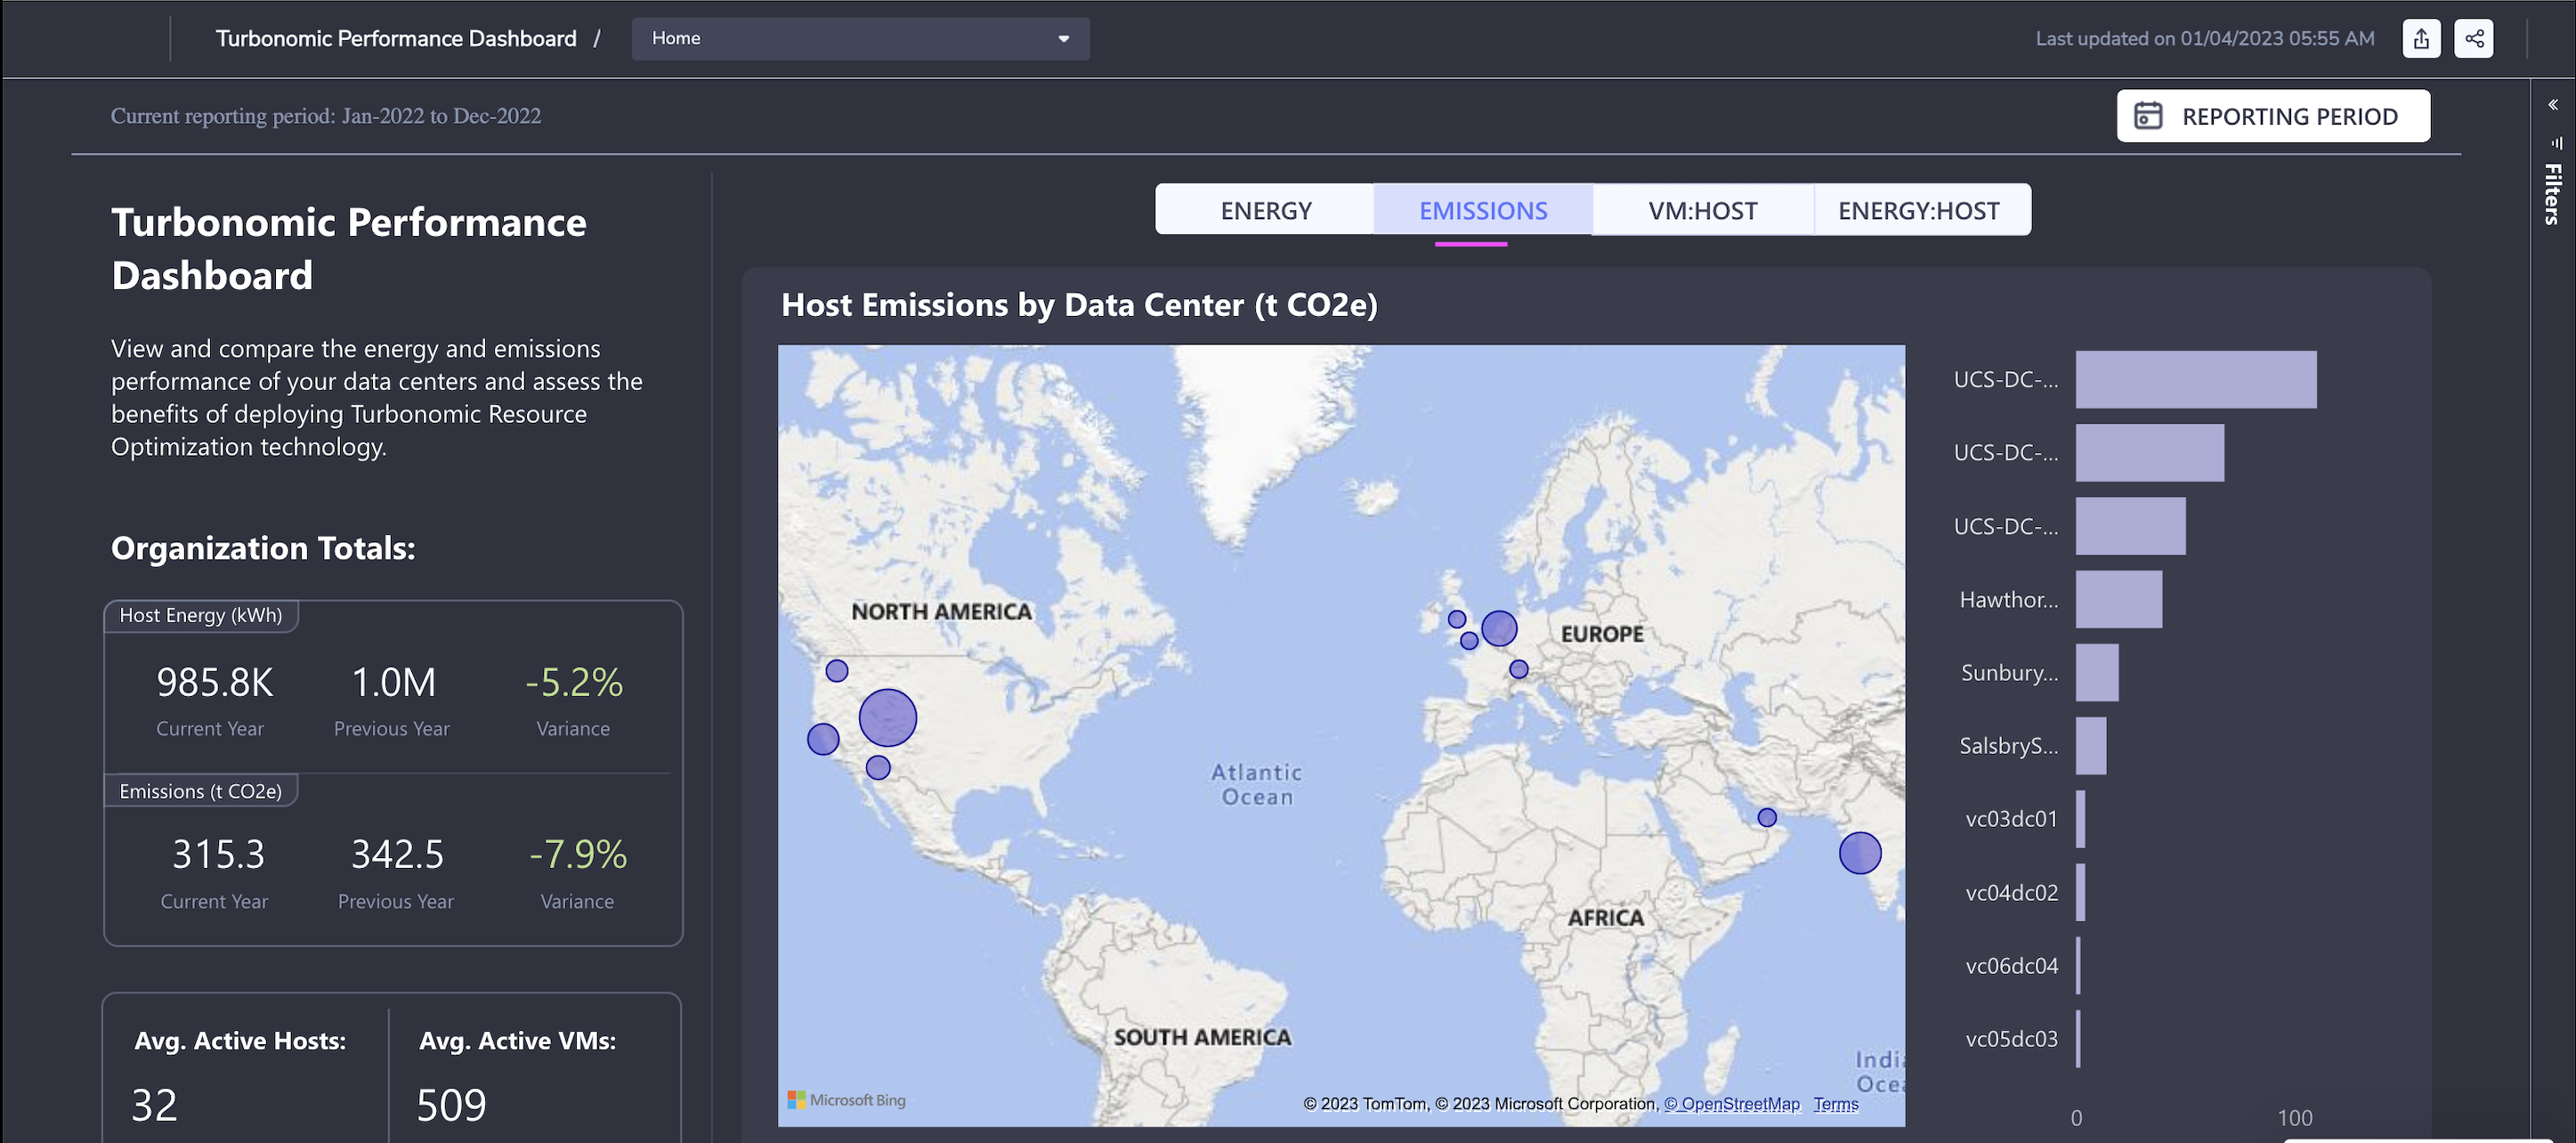 Turbonomic Performance Dashboard /
Home
Last updated on 01/04/2023 05:55 AM
Current reporting period: Jan-2022 to Dec-2022
REPORTING PERIOD
Filters
Turbonomic Performance
Dashboard
View and compare the energy and emissions
performance of your data centers and assess the
benefits of deploying Turbonomic Resource
Optimization technology.
Organization Totals:
Host Energy (kWh)
985.8K 1.0M -5.2%
Current Year Previous Year Variance
Emissions (t CO2e)
315.3 342.5 -7.9%
Current Year Previous Year Variance
Avg. Active Hosts: Avg. Active VMs:
32 509
ENERGY EMISSIONS VM:HOST ENERGY:HOST
Host Emissions by Data Center (t CO2e)
NORTH AMERICA
EUROPE
Atlantic
Ocean
AFRICA
SOUTH AMERICA
Indi
Ocea
Microsoft Bing
© 2023 TomTom, © 2023 Microsoft Corporation, © OpenStreetMap Terms
UCS-DC-...
UCS-DC-...
UCS-DC-...
Hawthor...
Sunbury...
SalsbryS...
vc03dc01
vc04dc02
vc06dc04
vc05dc03
0 100